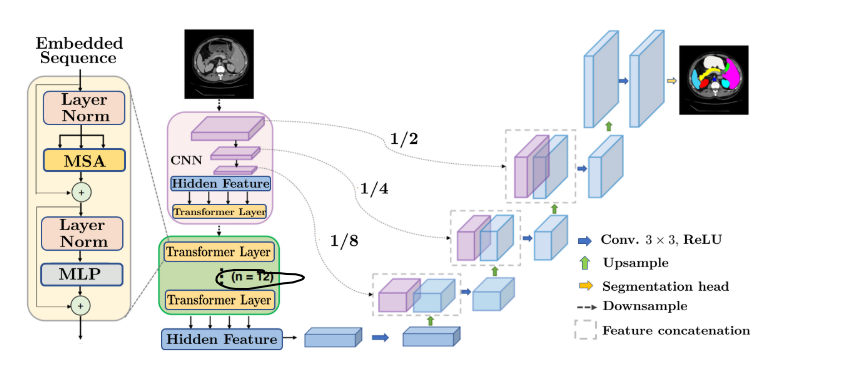 Embedded
Sequence
Layer
Norm
MSA
+
Layer
Norm
MLP
+
CNN
Hidden Feature
Transformer Layer
Transformer Layer
(n = 12)
Transformer Layer
Hidden Feature
1/2
1/4
1/8
Conv. 3 × 3, ReLU
Upsample
Segmentation head
Downsample
Feature concatenation